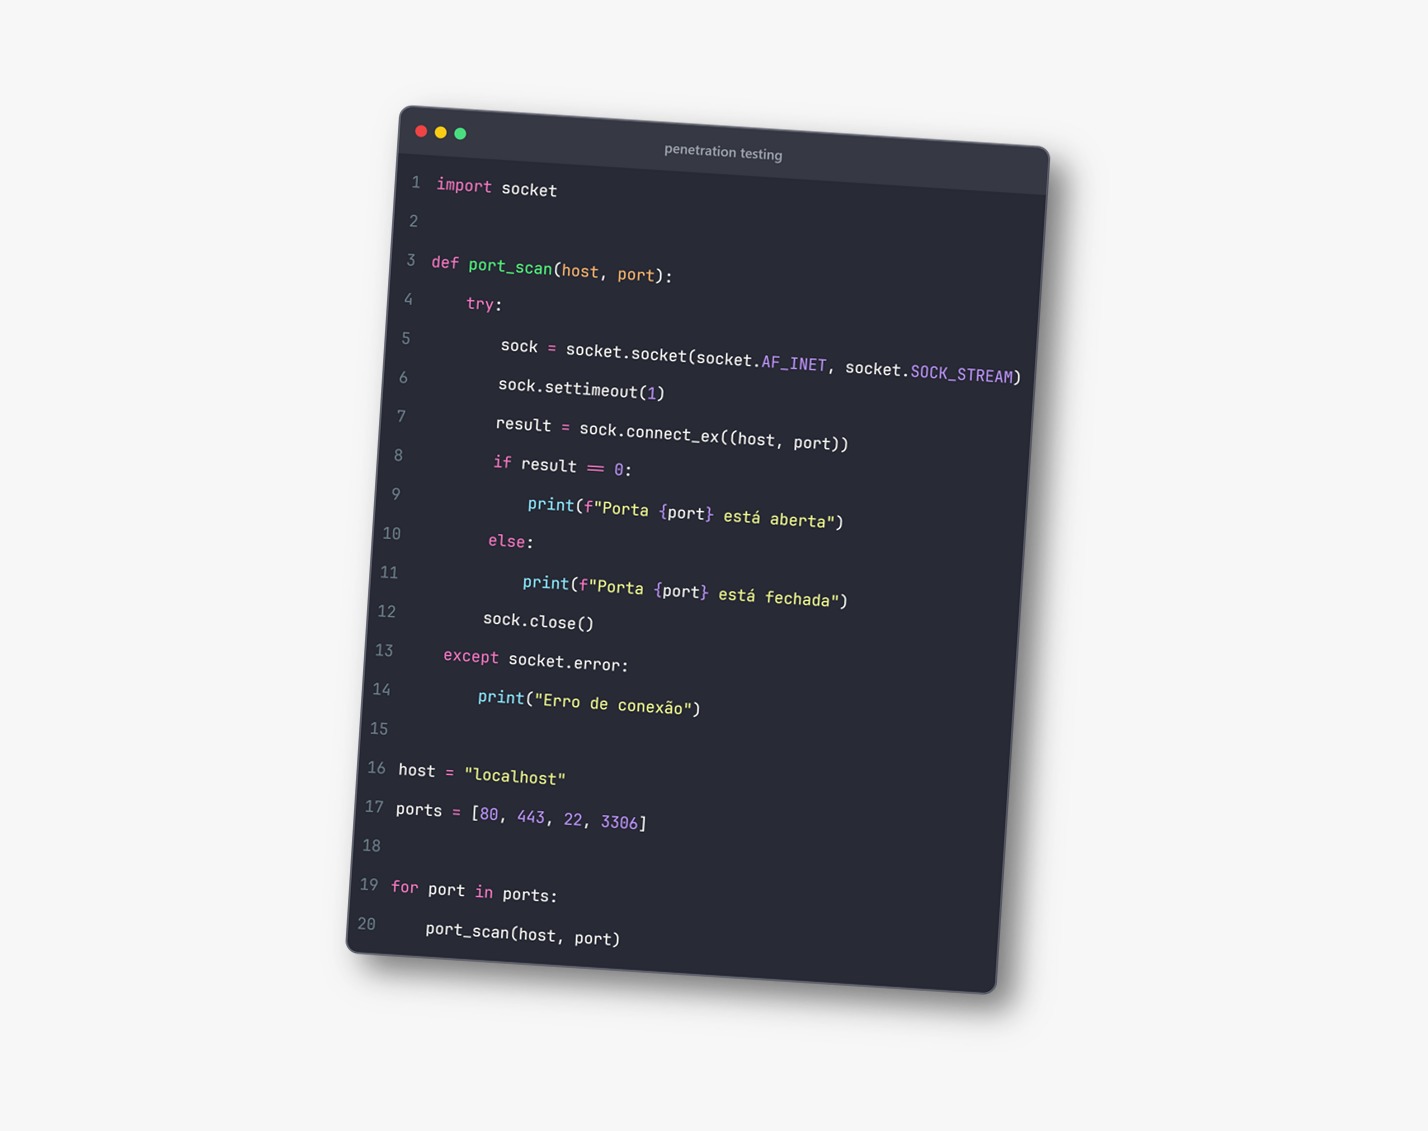 penetration testing
1 import socket
2
3 def port_scan(host, port):
4     try:
5         sock = socket.socket(socket.AF_INET, socket.SOCK_STREAM)
6         sock.settimeout(1)
7         result = sock.connect_ex((host, port))
8         if result == 0:
9             print(f"Porta {port} está aberta")
10         else:
11             print(f"Porta {port} está fechada")
12         sock.close()
13     except socket.error:
14         print("Erro de conexão")
15
16 host = "localhost"
17 ports = [80, 443, 22, 3306]
18
19 for port in ports:
20     port_scan(host, port)